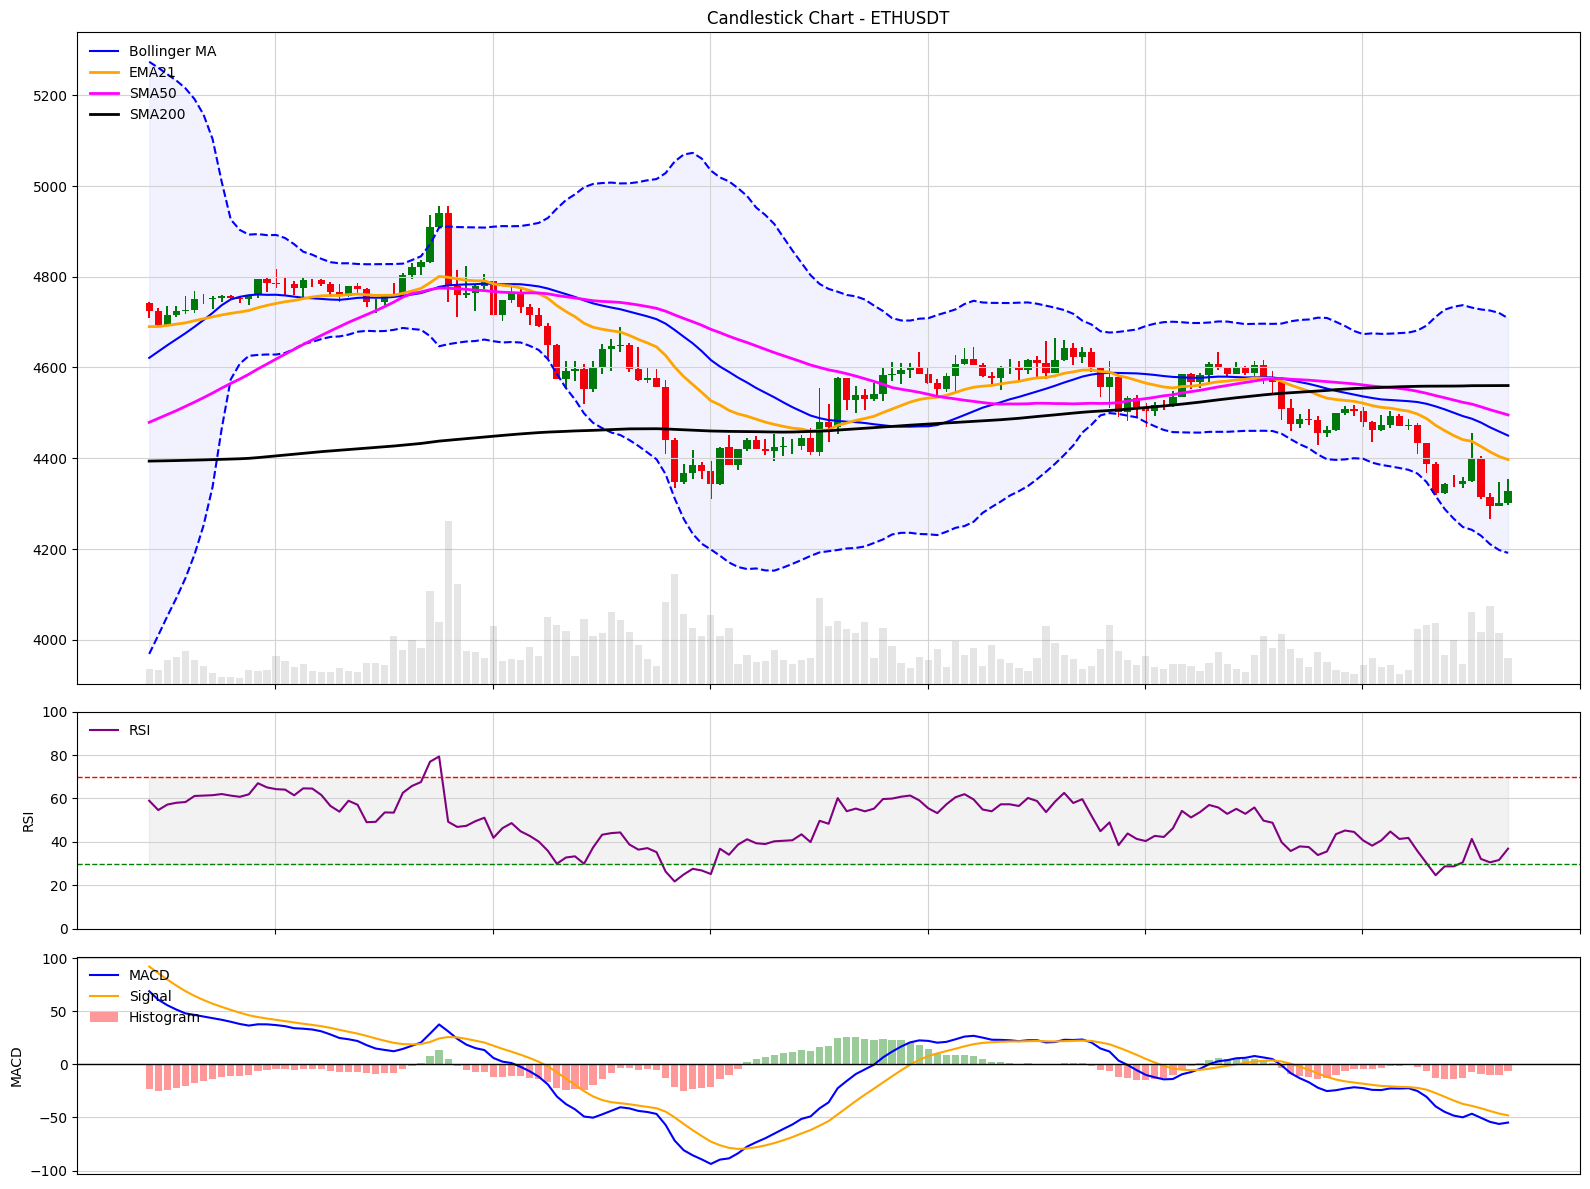 Candlestick Chart - ETHUSDT
Bollinger MA
EMA21
SMA50
SMA200
5200
5000
4800
4600
4400
4200
4000
RSI
100
80
60
40
20
0
RSI
MACD
Signal
Histogram
100
50
0
−50
−100
MACD